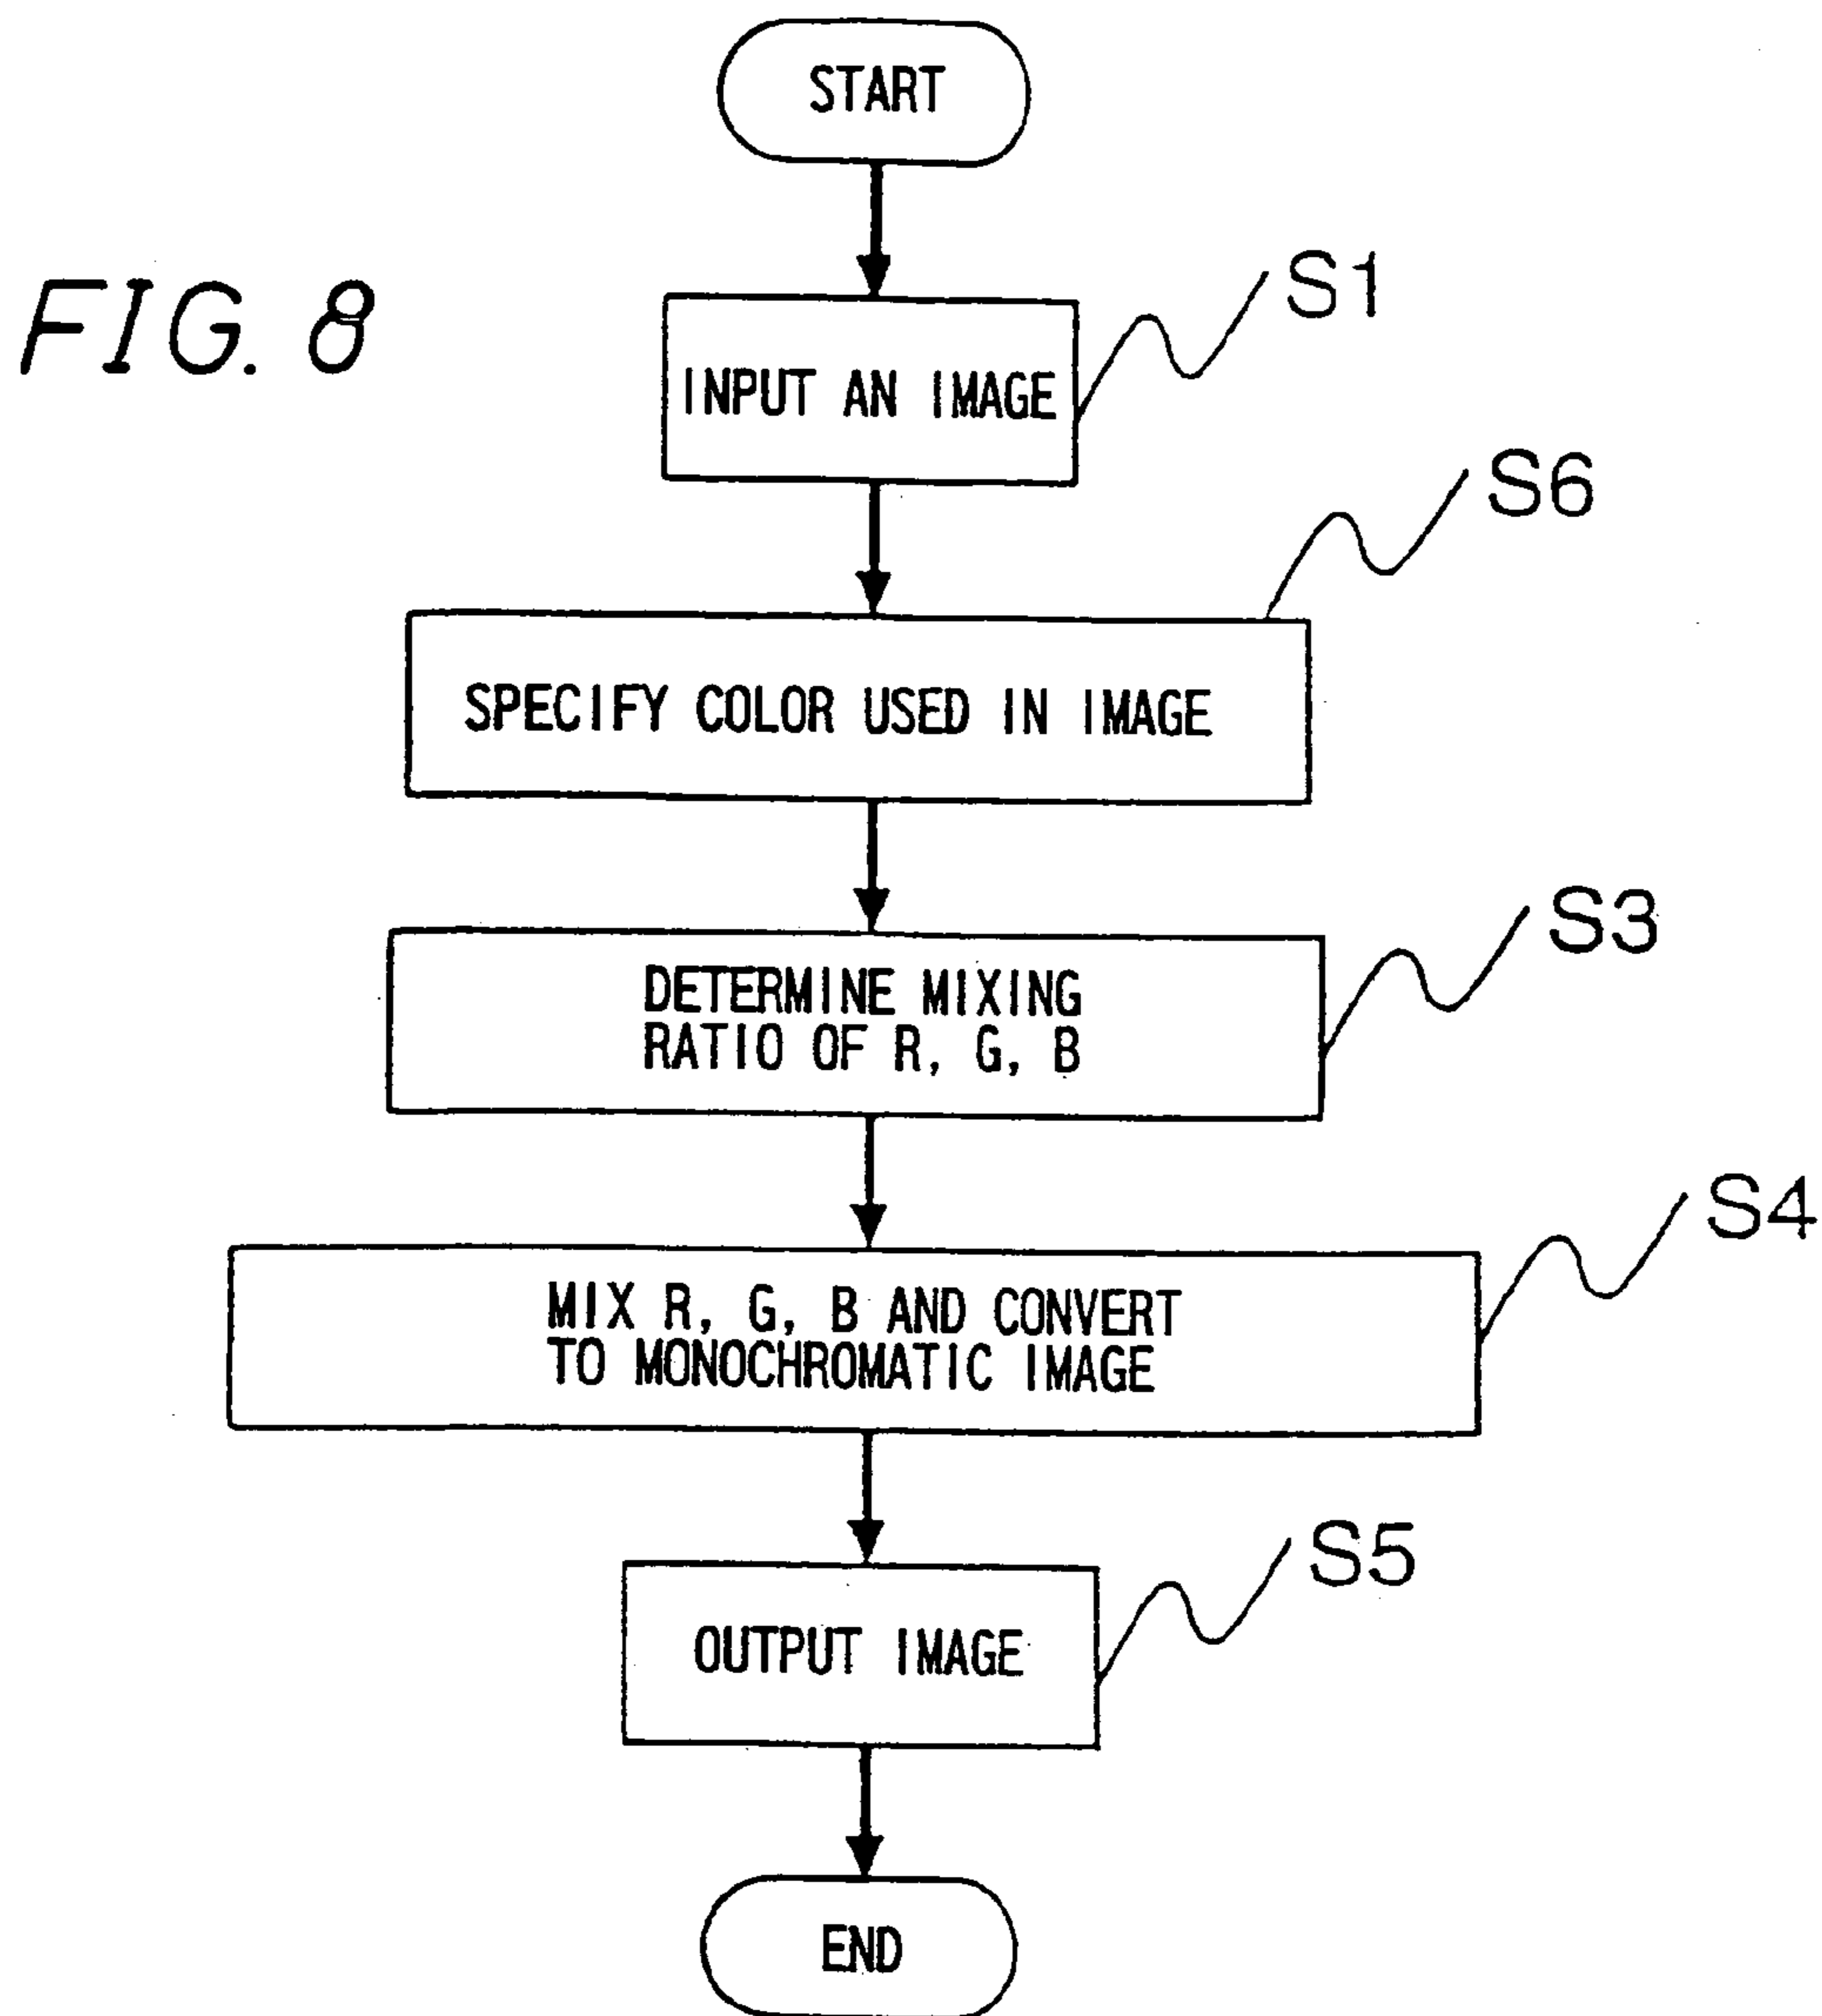 START
FIG. 8
S1
INPUT AN IMAGE
S6
SPECIFY COLOR USED IN IMAGE
S3
DETERMINE MIXING
RATIO OF R, G, B
S4
MIX R, G, B AND CONVERT
TO MONOCHROMATIC IMAGE
S5
OUTPUT IMAGE
END